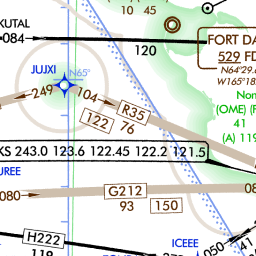 10 45
KUTAL
084
120
FORT DA
529 FD
N64°29.
W165°18
JUJXI
N65°
249
104
R35
76
122
Nom
(OME) (F
41
(A) 119
KS 243.0 123.6 122.45 122.2 121.5
UREE
080
G212
93
150
08
H222
ICEEE
41